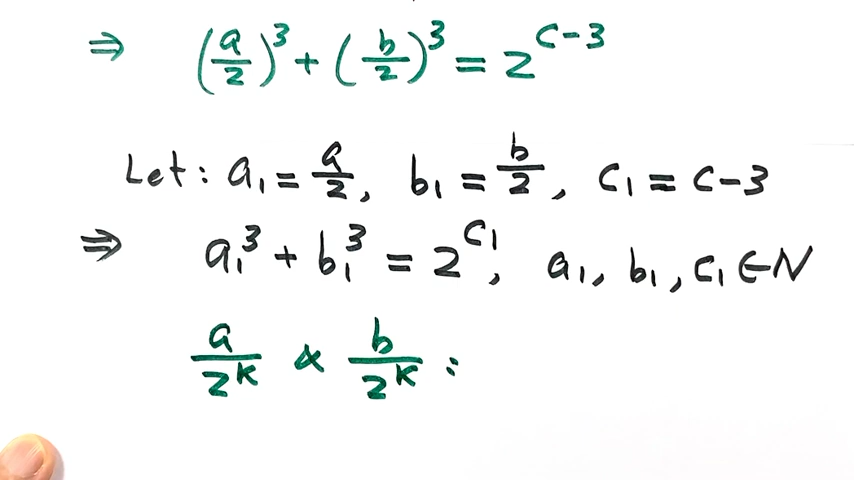 ⇒ (a/2)³ + (b/2)³ = 2^(c-3)
Let: a₁ = a/2, b₁ = b/2, c₁ = c-3
⇒ a₁³ + b₁³ = 2^(c₁), a₁, b₁, c₁ ∈ N
a/2^k & b/2^k :